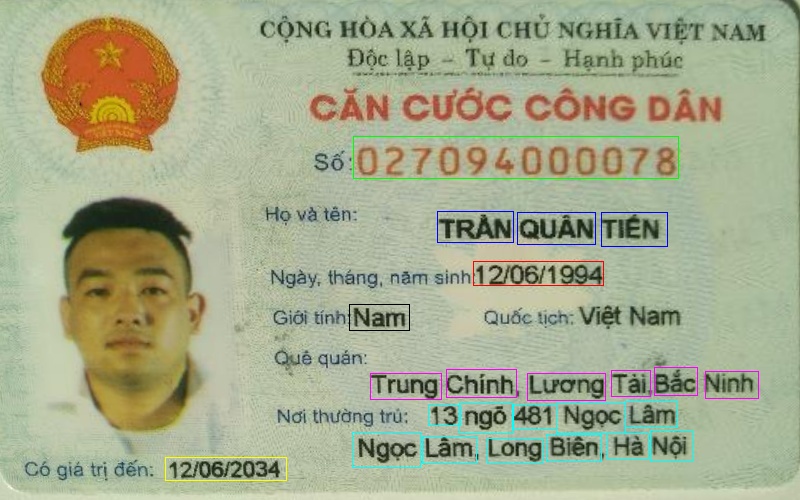 CỘNG HÒA XÃ HỘI CHỦ NGHĨA VIỆT NAM
Độc lập - Tự do - Hạnh phúc
CĂN CƯỚC CÔNG DÂN
Số: 027094000078
Họ và tên:
TRẦN QUÂN TIẾN
Ngày, tháng, năm sinh: 12/06/1994
Giới tính: Nam Quốc tịch: Việt Nam
Quê quán:
Trung Chính, Lương Tài, Bắc Ninh
Nơi thường trú: 13 ngõ 481 Ngọc Lâm
Ngọc Lâm, Long Biên, Hà Nội
Có giá trị đến: 12/06/2034